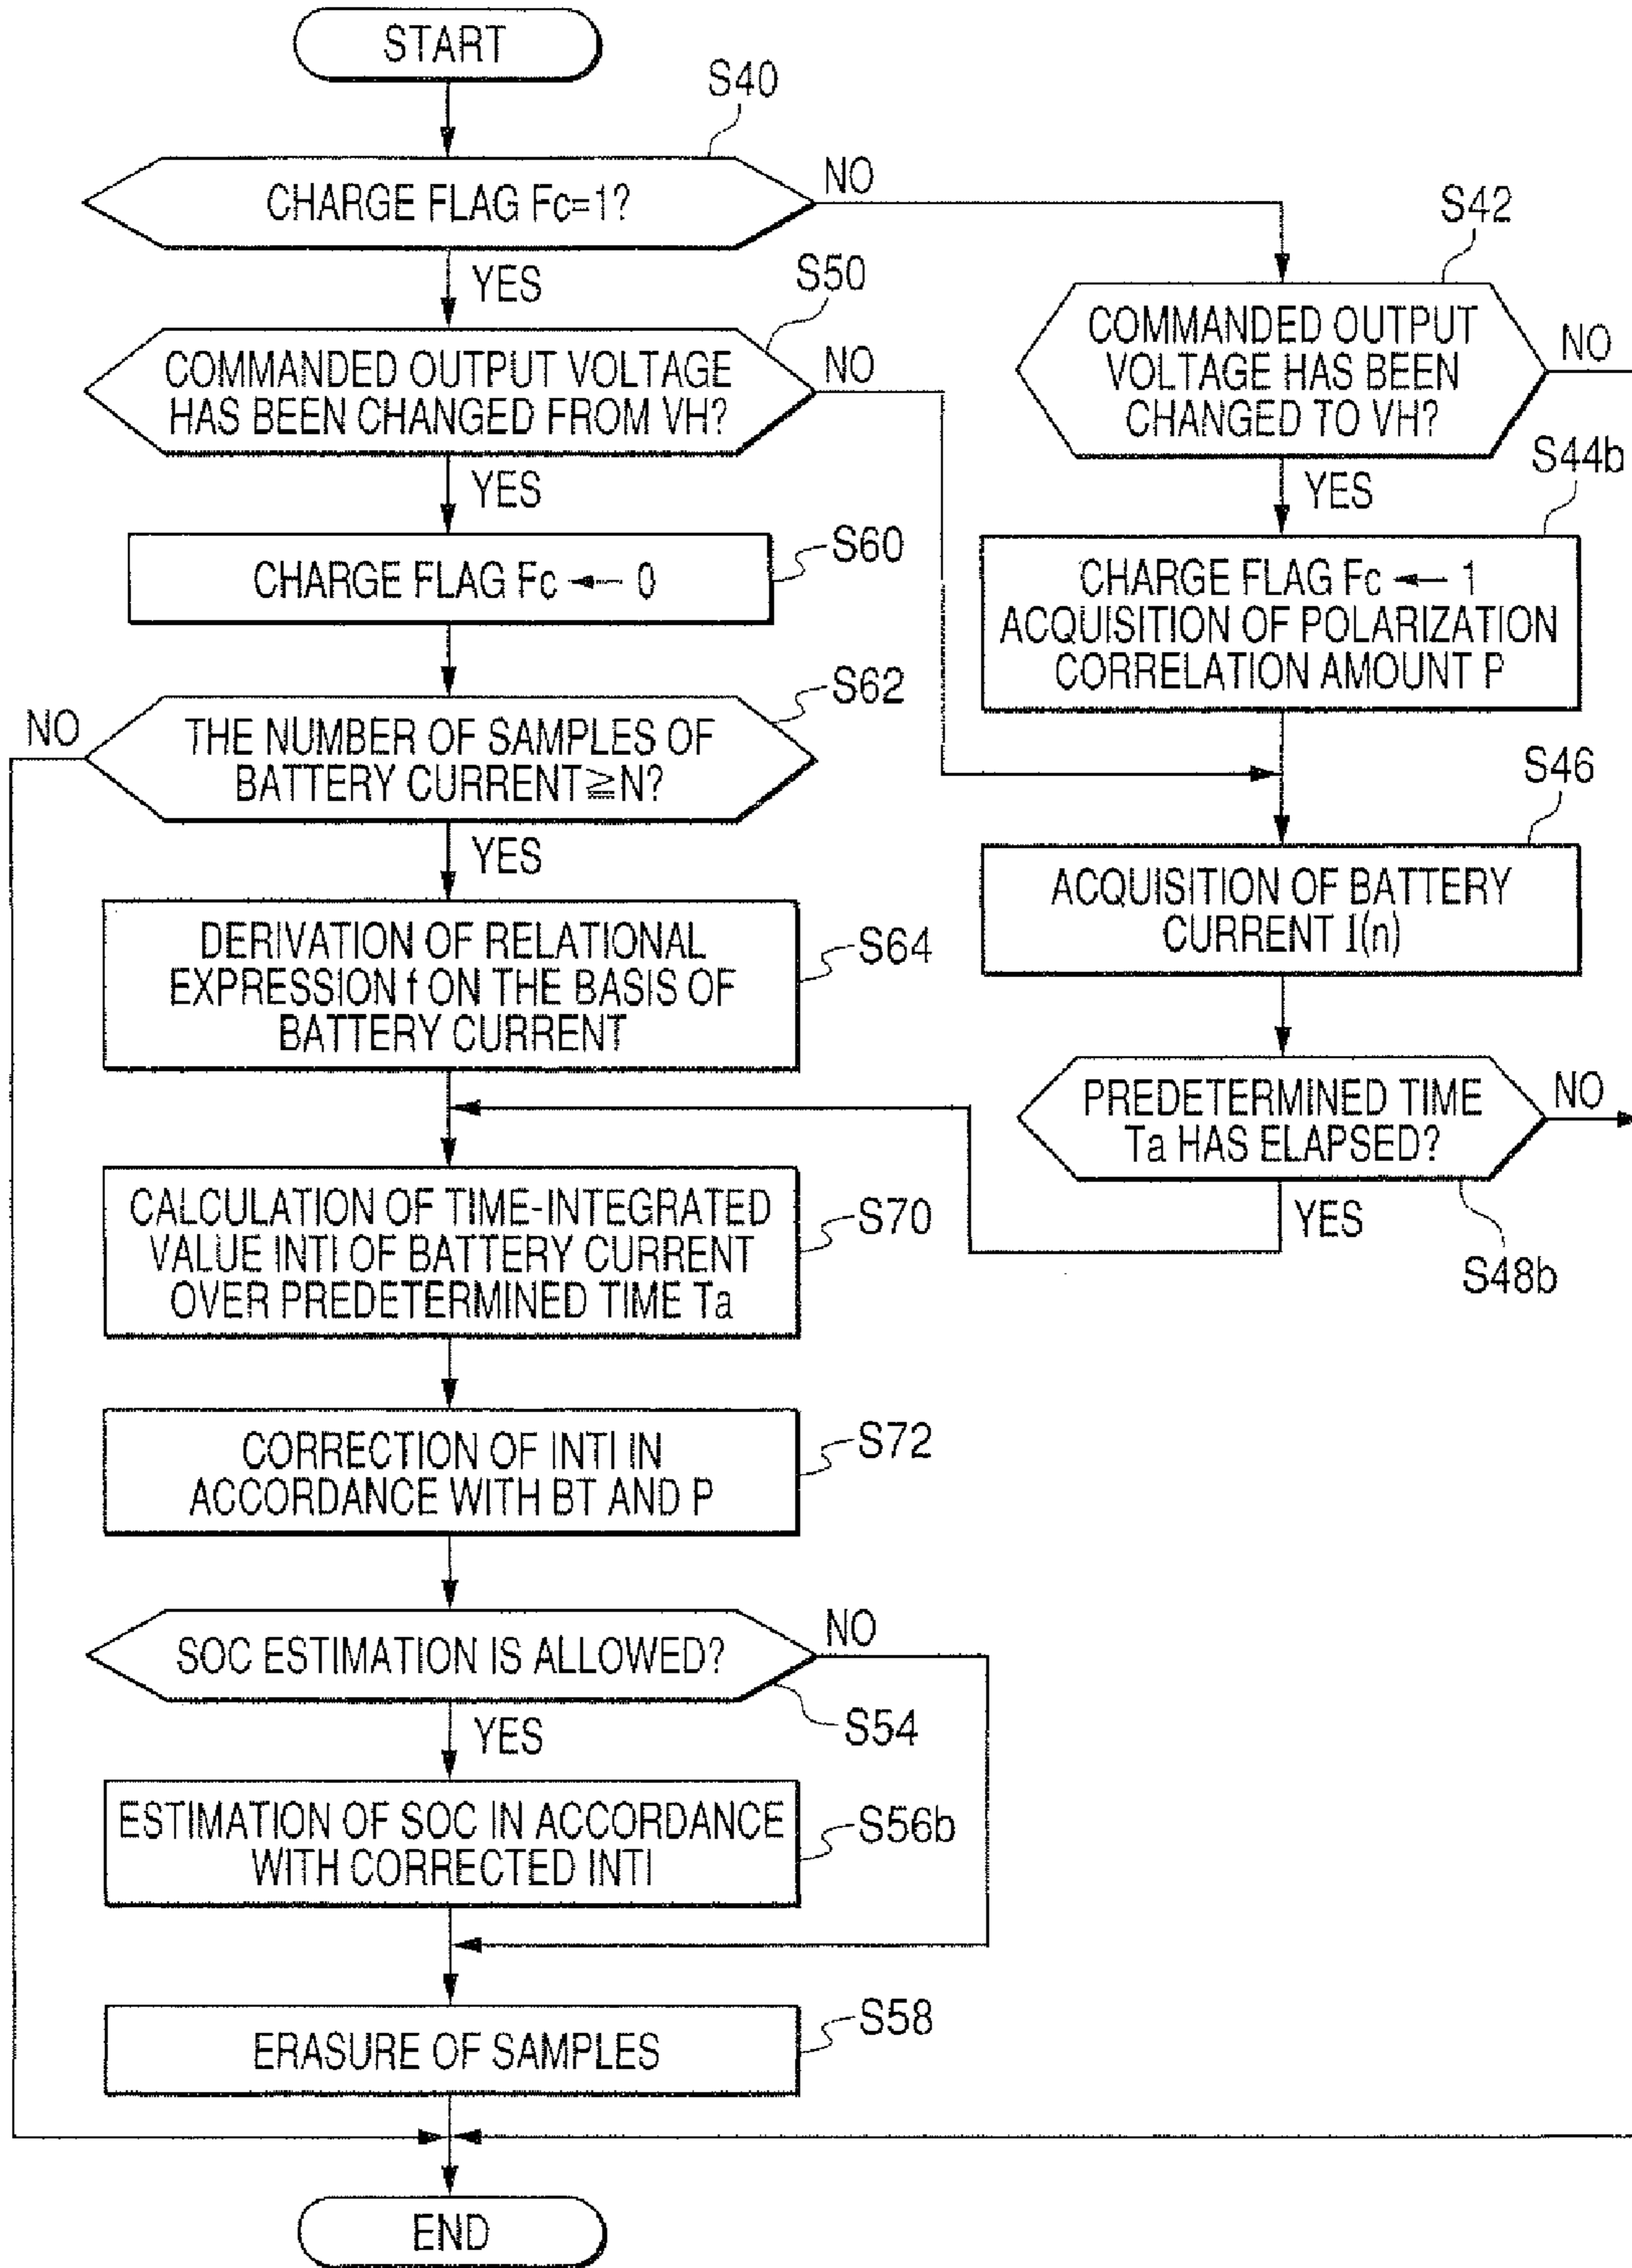 START
S40
CHARGE FLAG Fc=1?
NO
YES
S50
COMMANDED OUTPUT VOLTAGE
HAS BEEN CHANGED FROM VH?
NO
YES
S42
COMMANDED OUTPUT
VOLTAGE HAS BEEN
CHANGED TO VH?
NO
YES
S44b
CHARGE FLAG Fc ← 1
ACQUISITION OF POLARIZATION
CORRELATION AMOUNT P
S60
CHARGE FLAG Fc ← 0
S62
NO
THE NUMBER OF SAMPLES OF
BATTERY CURRENT≧N?
YES
S46
ACQUISITION OF BATTERY
CURRENT I(n)
S64
DERIVATION OF RELATIONAL
EXPRESSION f ON THE BASIS OF
BATTERY CURRENT
PREDETERMINED TIME
Ta HAS ELAPSED?
NO
YES
S48b
CALCULATION OF TIME-INTEGRATED
VALUE INTI OF BATTERY CURRENT
OVER PREDETERMINED TIME Ta
S70
CORRECTION OF INTI IN
ACCORDANCE WITH BT AND P
S72
SOC ESTIMATION IS ALLOWED?
NO
S54
YES
ESTIMATION OF SOC IN ACCORDANCE
WITH CORRECTED INTI
S56b
ERASURE OF SAMPLES
S58
END